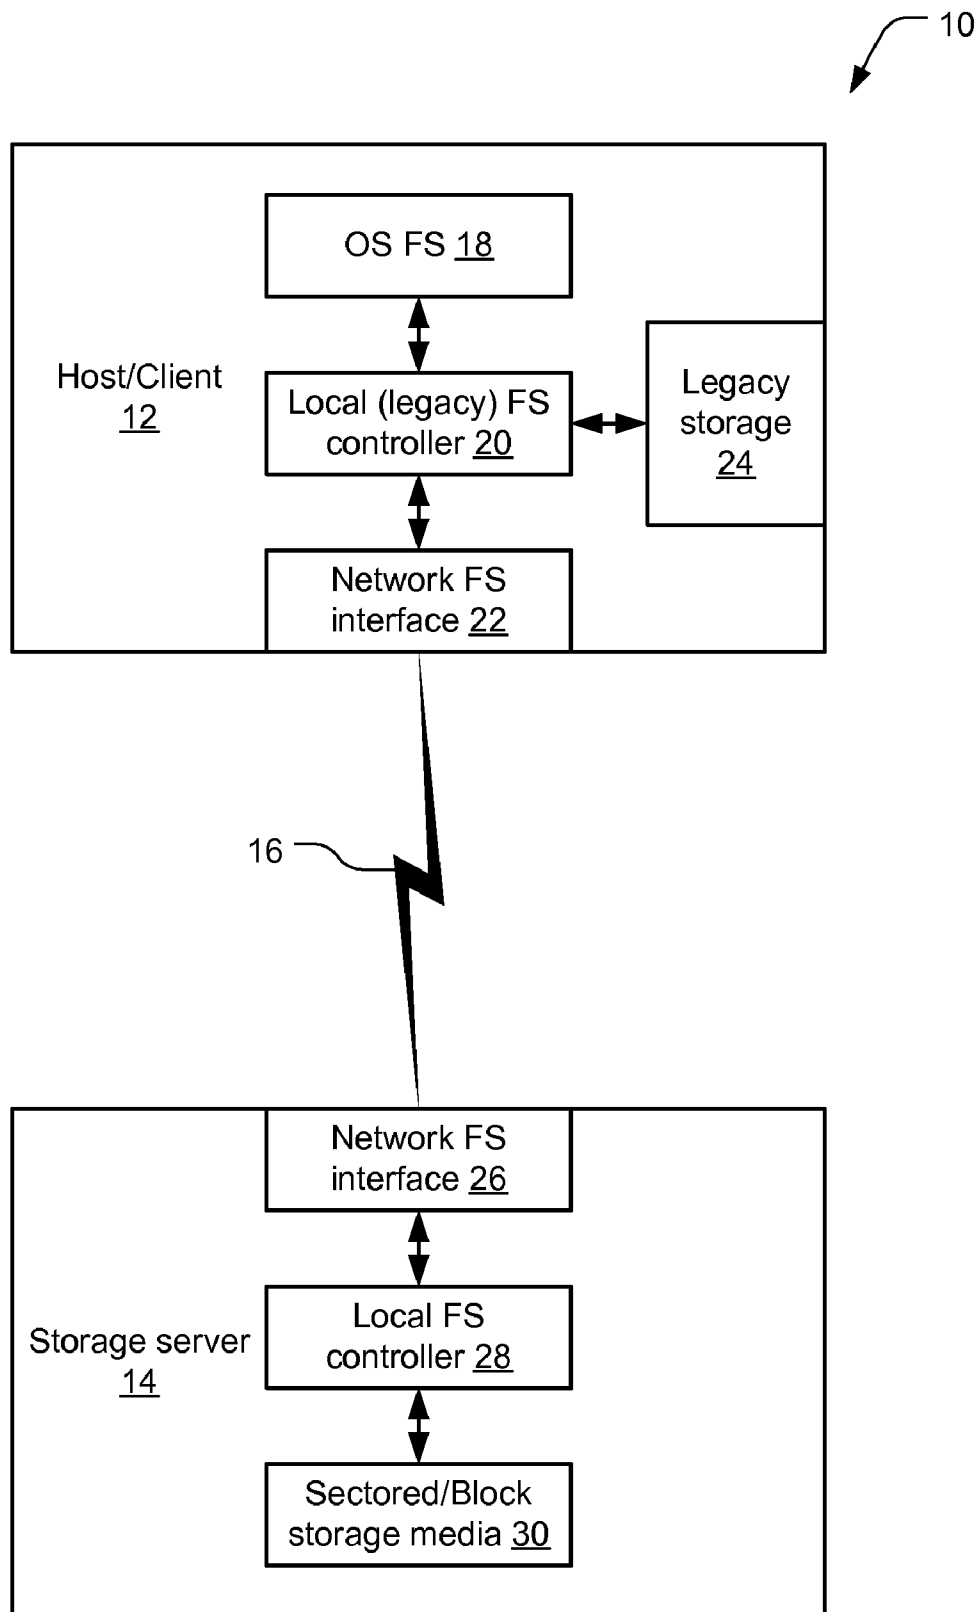 10
OS FS 18
Host/Client
12
Local (legacy) FS
controller 20
Legacy
storage
24
Network FS
interface 22
16
Network FS
interface 26
Storage server
14
Local FS
controller 28
Sectored/Block
storage media 30